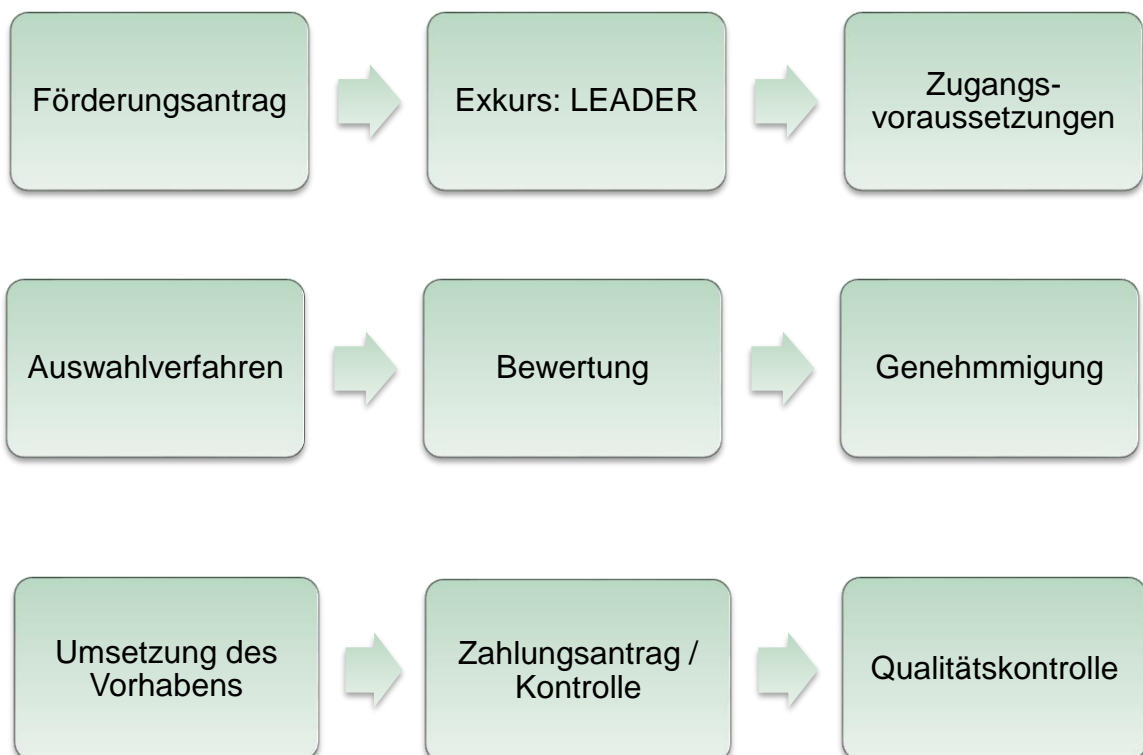 Förderungsantrag
Exkurs: LEADER
Zugangs-
voraussetzungen
Auswahlverfahren
Bewertung
Genehmmigung
Umsetzung des
Vorhabens
Zahlungsantrag /
Kontrolle
Qualitätskontrolle